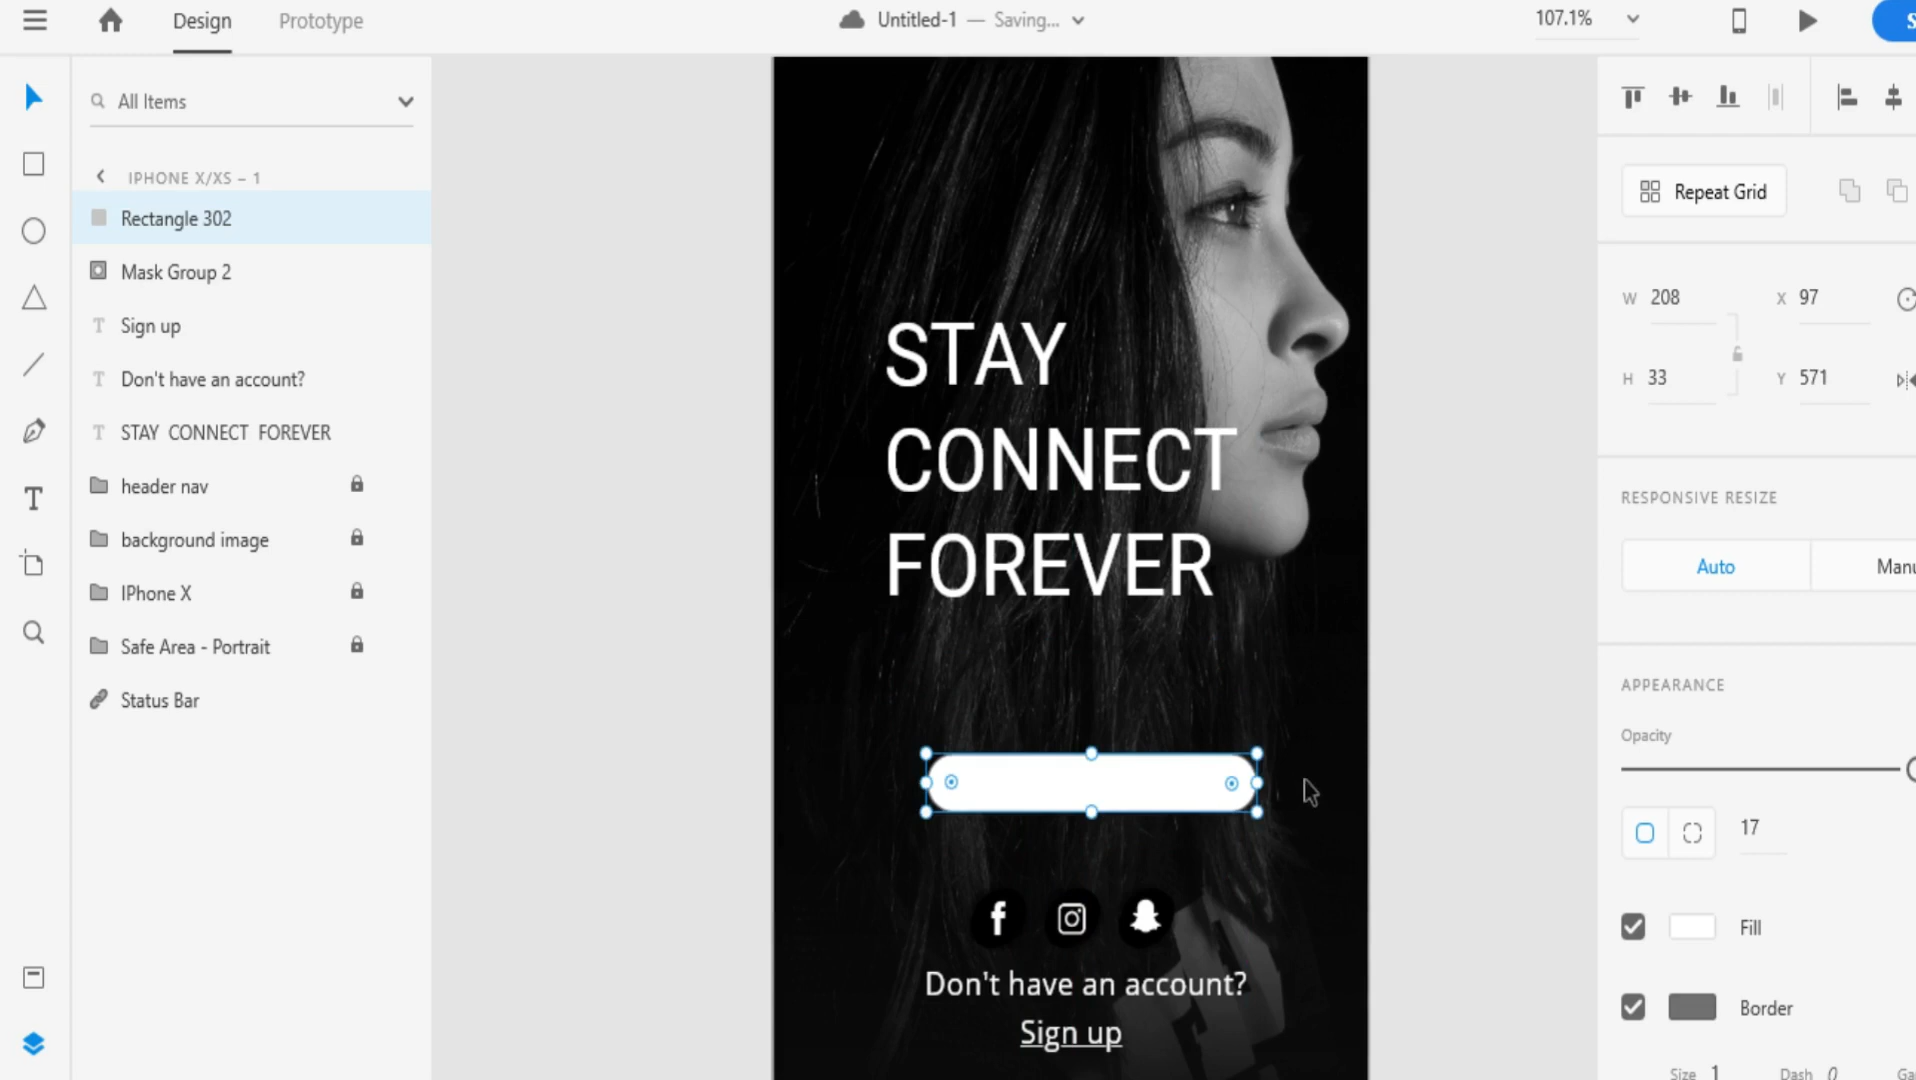 Design
Prototype
Untitled-1 — Saving...
107.1%
S
All Items
IPHONE X/XS – 1
Rectangle 302
Mask Group 2
T Sign up
T Don't have an account?
T STAY CONNECT FOREVER
header nav
background image
IPhone X
Safe Area - Portrait
Status Bar
T
STAY
CONNECT
FOREVER
f
Don't have an account?
Sign up
Repeat Grid
W 208 X 97
H 33 Y 571
RESPONSIVE RESIZE
Auto
Manu
APPEARANCE
Opacity
17
Fill
Border
Size 1 Dash 0 Ga